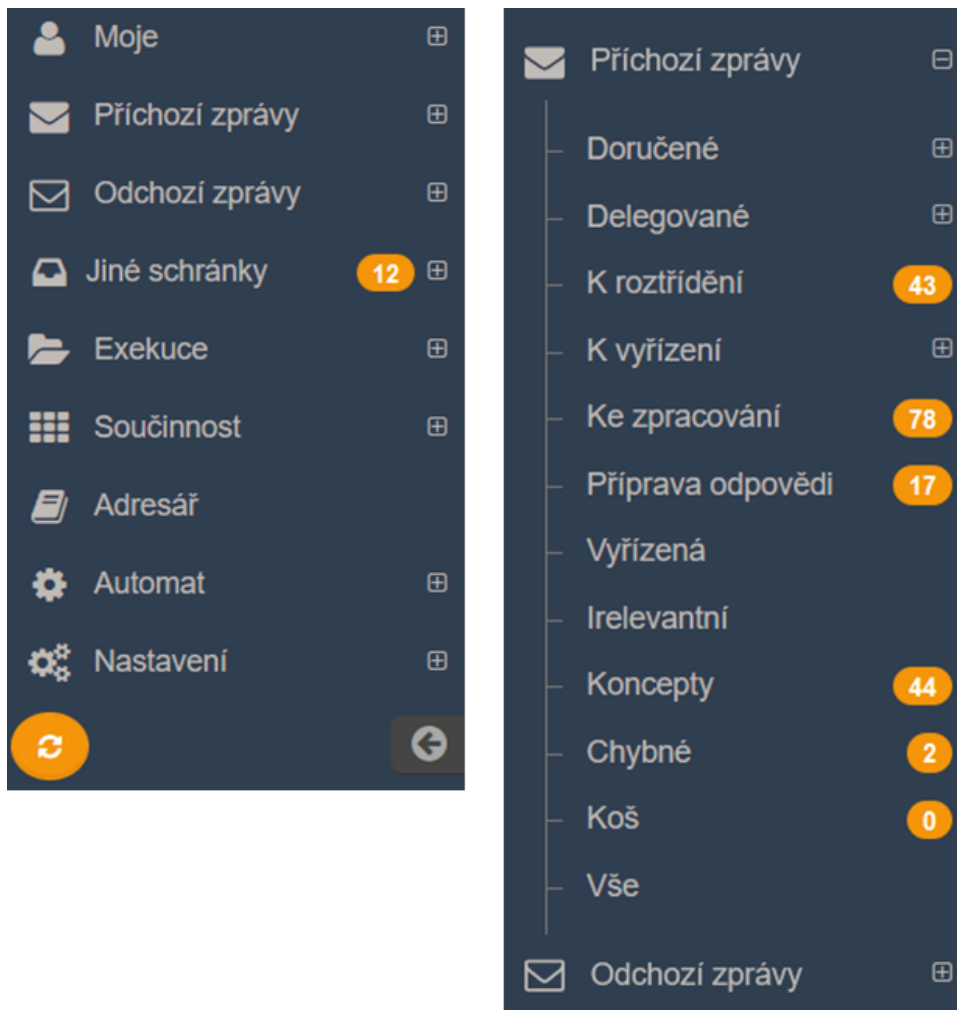 Moje
Příchozí zprávy
Odchozí zprávy
Jiné schránky 12
Exekuce
Součinnost
Adresář
Automat
Nastavení
Příchozí zprávy
Doručené
Delegované
K roztřídění 43
K vyřízení
Ke zpracování 78
Příprava odpovědi 17
Vyřízená
Irelevantní
Koncepty 44
Chybné 2
Koš 0
Vše
Odchozí zprávy